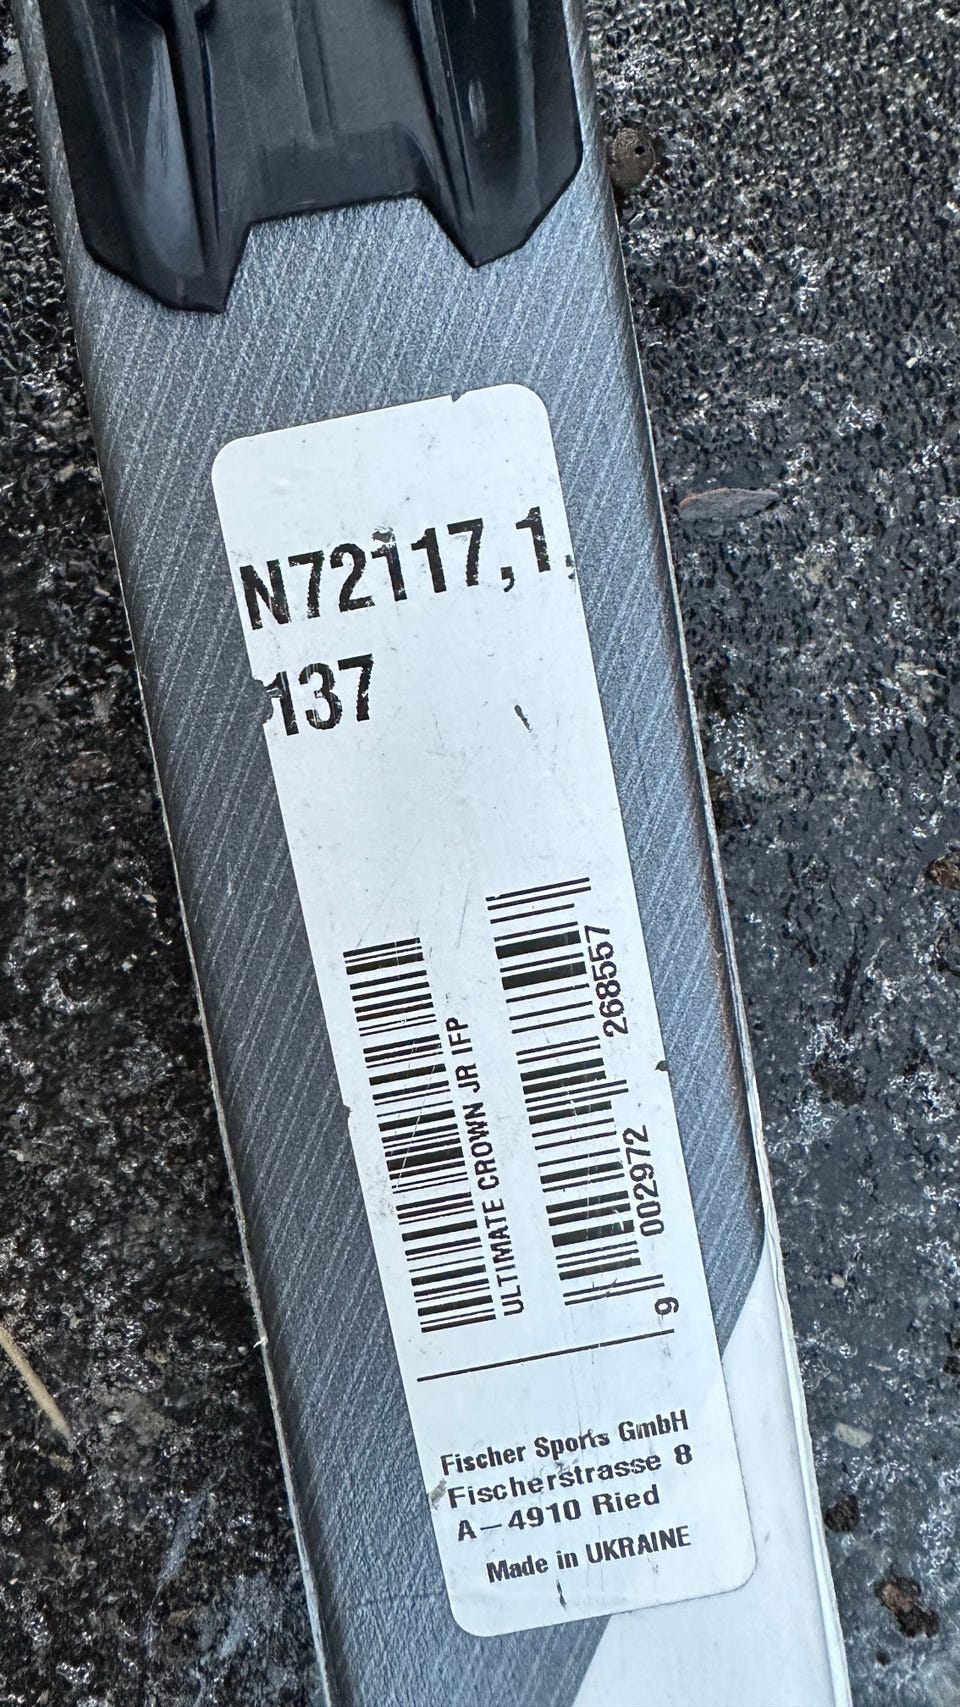 N72117,1,
137
ULTIMATE CROWN JR IFP
9 002972 268557
Fischer Sports GmbH
Fischerstrasse 8
A-4910 Ried
Made in UKRAINE